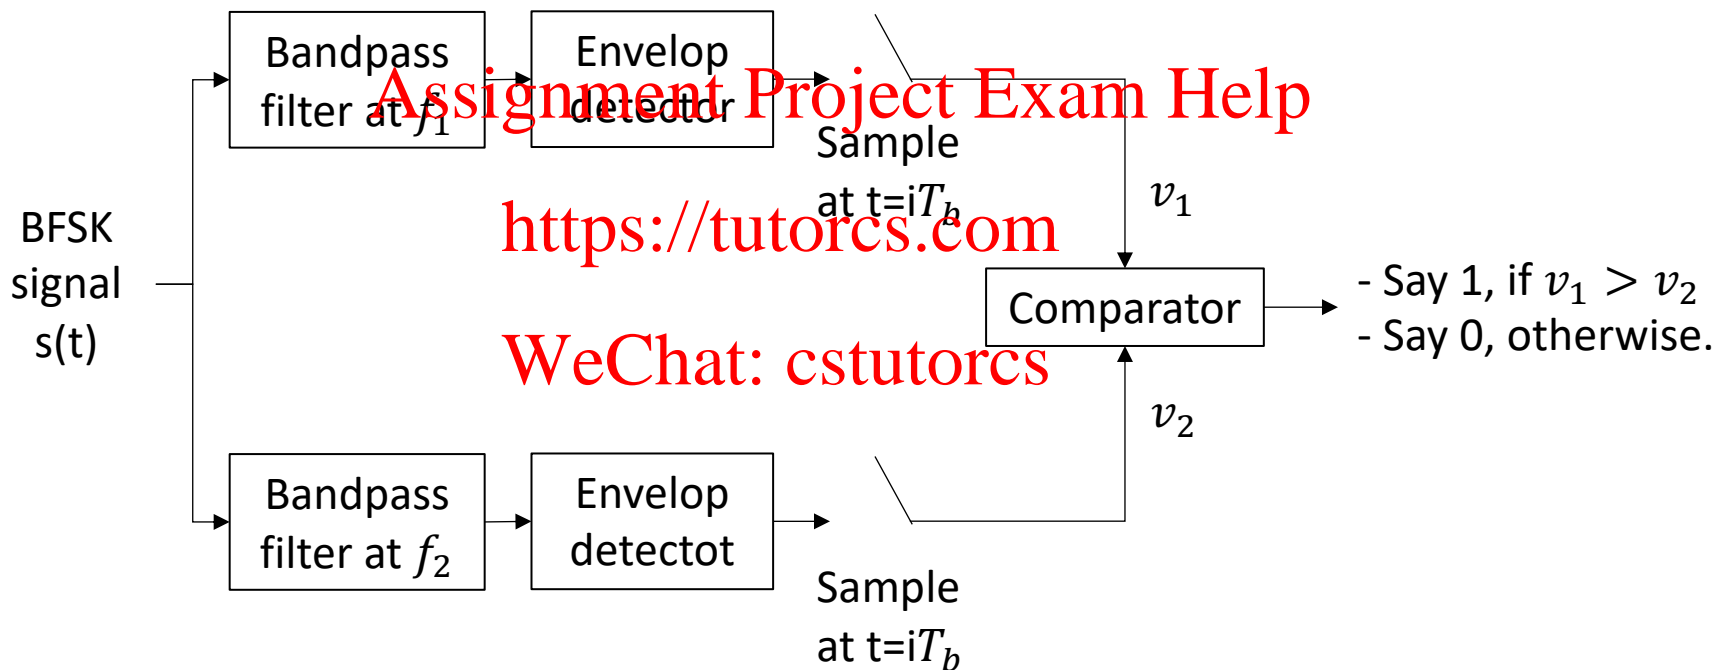 Bandpass
filter at f₁
Envelop
detector
Assignment Project Exam Help
Sample
at t=iT_b
v₁
https://tutorcs.com
BFSK
signal
s(t)
Comparator
- Say 1, if v₁ > v₂
- Say 0, otherwise.
WeChat: cstutorcs
v₂
Bandpass
filter at f₂
Envelop
detectot
Sample
at t=iT_b